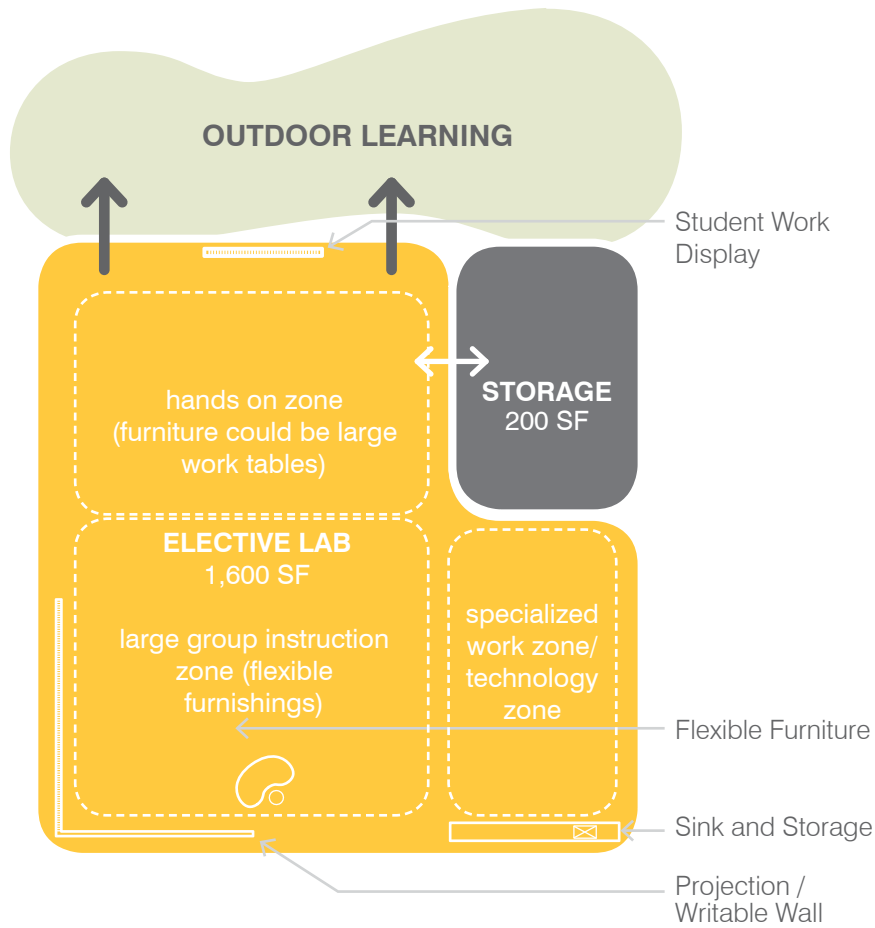 OUTDOOR LEARNING
Student Work
Display
STORAGE
200 SF
hands on zone
(furniture could be large
work tables)
ELECTIVE LAB
1,600 SF
large group instruction
zone (flexible
furnishings)
specialized
work zone/
technology
zone
Flexible Furniture
Sink and Storage
Projection /
Writable Wall